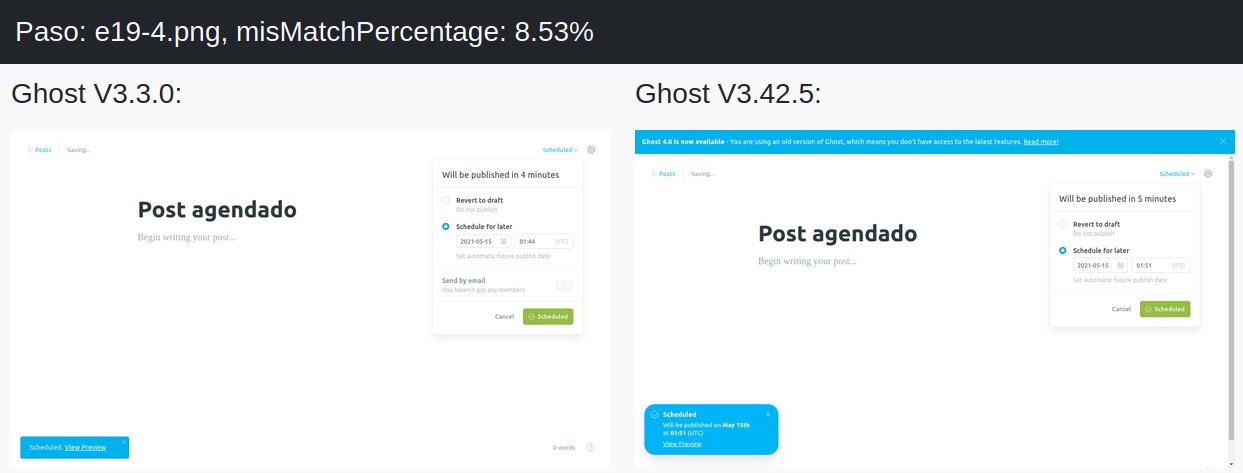 Paso: e19-4.png, misMatchPercentage: 8.53%
Ghost V3.3.0:
Posts
Saving...
Scheduled
Will be published in 4 minutes
Post agendado
Begin writing your post...
Revert to draft
Do not publish
Schedule for later
2021-05-15 01:44 (UTC)
Set automatic future publish date
Send by email
You haven't got any members
Cancel Scheduled
Scheduled. View Preview ×
0 words ?
Ghost V3.42.5:
Ghost 4.0 is now available - You are using an old version of Ghost, which means you don't have access to the latest features. Read more! ×
Posts
Saving...
Scheduled
Will be published in 5 minutes
Post agendado
Begin writing your post...
Revert to draft
Do not publish
Schedule for later
2021-05-15 01:51 (UTC)
Set automatic future publish date
Cancel Scheduled
Scheduled ×
Will be published on May 15th
at 01:51 (UTC)
View Preview